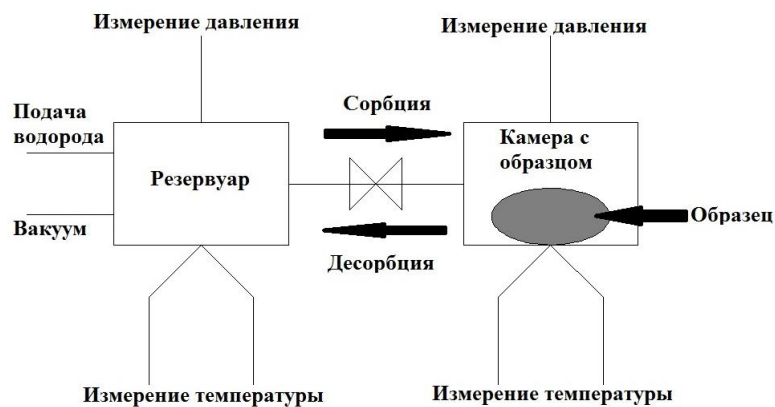 Измерение давления
Измерение давления
Подача
водорода
Сорбция
Камера с
образцом
Резервуар
Образец
Вакуум
Десорбция
Измерение температуры
Измерение температуры